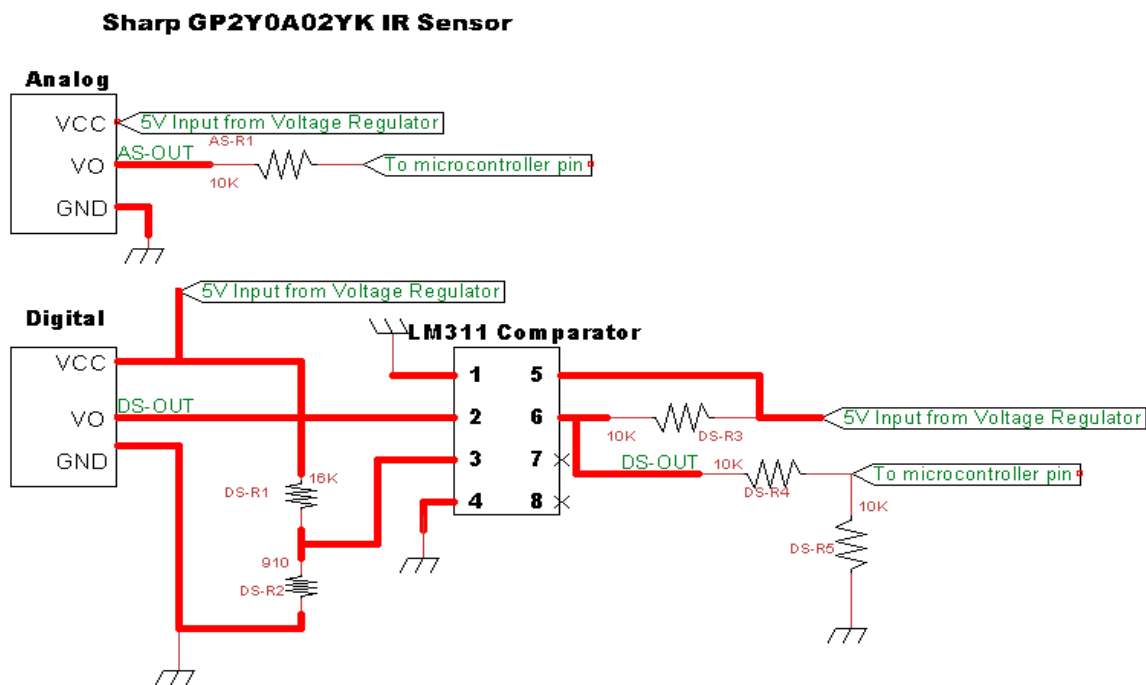 Sharp GP2Y0A02YK IR Sensor
Analog
VCC
5V Input from Voltage Regulator
AS-R1
AS-OUT
VO
To microcontroller pin
10K
GND
5V Input from Voltage Regulator
Digital
LM311 Comparator
VCC
1 5
DS-OUT
VO
2 6
5V Input from Voltage Regulator
10K
DS-R3
GND
3 7
DS-OUT
10K
To microcontroller pin
16K
DS-R1
DS-R4
4 8
10K
DS-R5
910
DS-R2